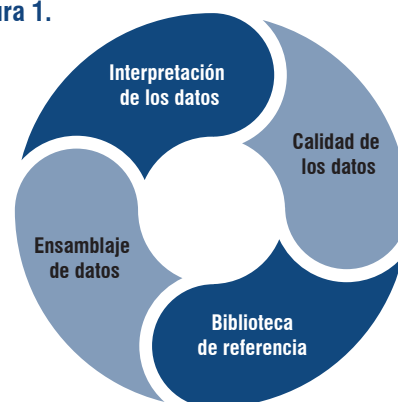 ura 1.
Interpretación
de los datos
Calidad de
los datos
Ensamblaje
de datos
Biblioteca
de referencia